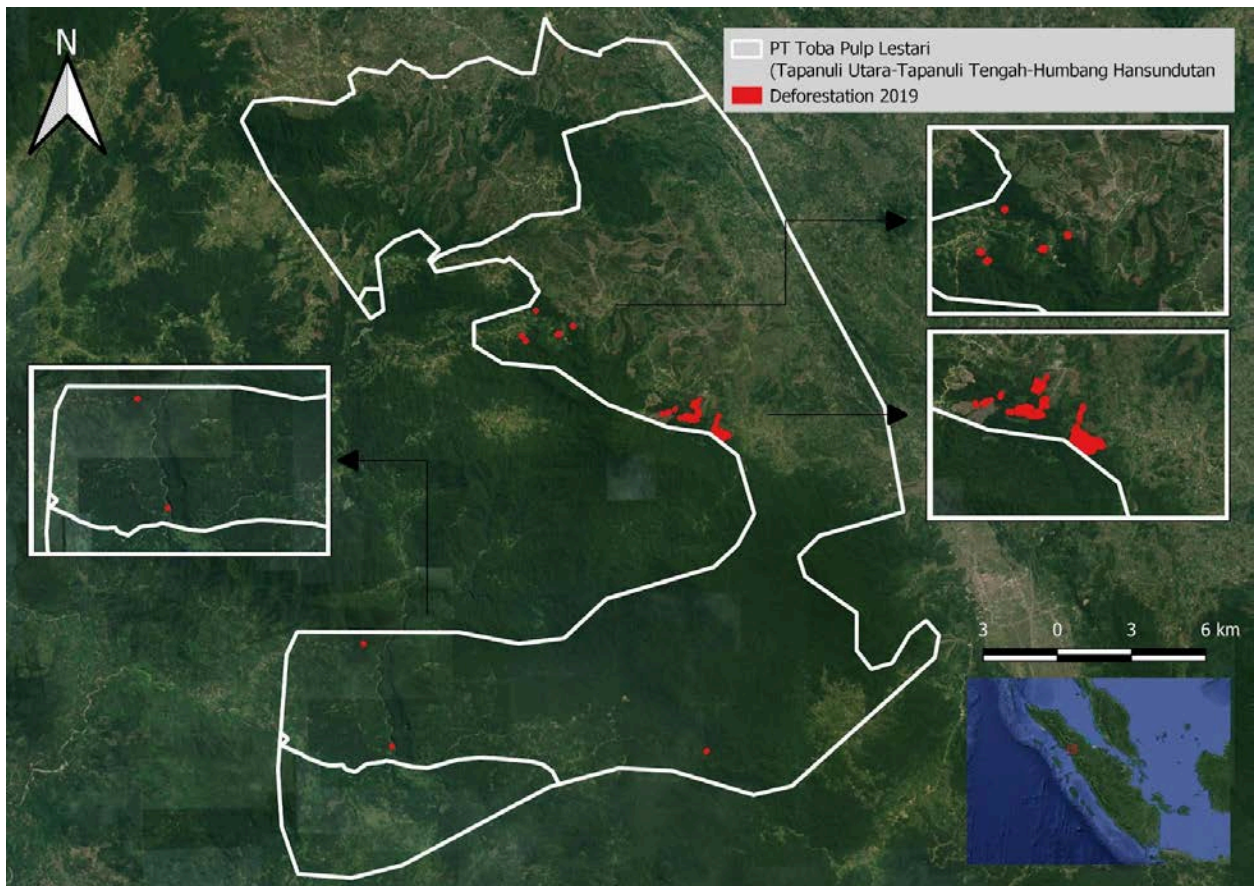 N
PT Toba Pulp Lestari
(Tapanuli Utara-Tapanuli Tengah-Humbang Hansundutan
Deforestation 2019
3 0 3 6 km